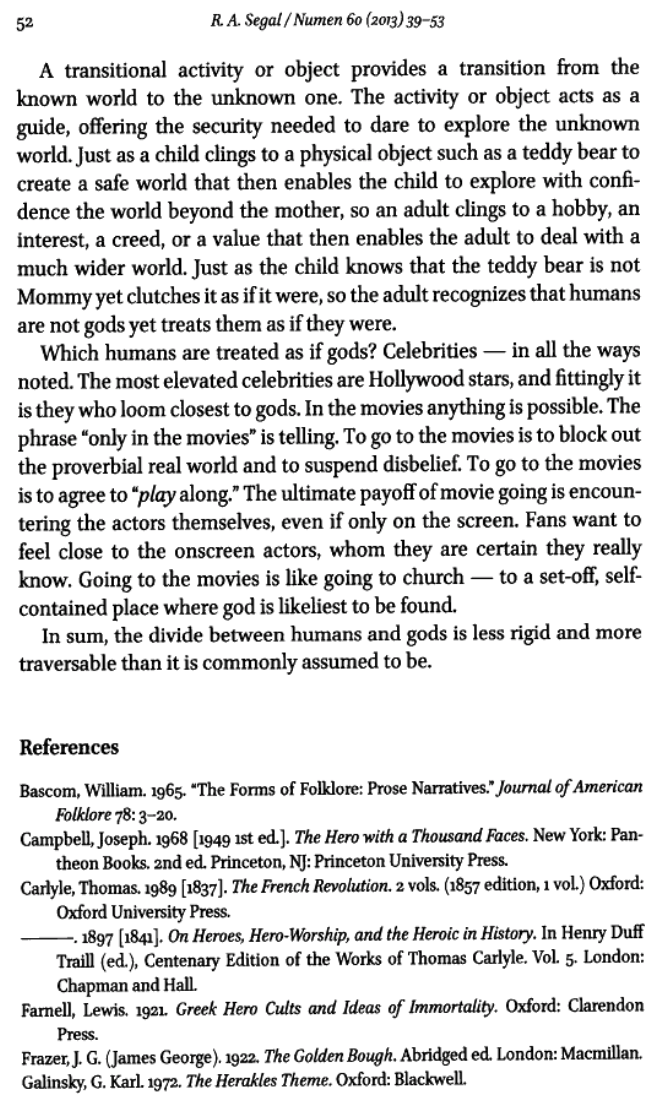 52
R. A. Segal / Numen 60 (2013) 39–53
A transitional activity or object provides a transition from the
known world to the unknown one. The activity or object acts as a
guide, offering the security needed to dare to explore the unknown
world. Just as a child clings to a physical object such as a teddy bear to
create a safe world that then enables the child to explore with confi-
dence the world beyond the mother, so an adult clings to a hobby, an
interest, a creed, or a value that then enables the adult to deal with a
much wider world. Just as the child knows that the teddy bear is not
Mommy yet clutches it as if it were, so the adult recognizes that humans
are not gods yet treats them as if they were.
Which humans are treated as if gods? Celebrities — in all the ways
noted. The most elevated celebrities are Hollywood stars, and fittingly it
is they who loom closest to gods. In the movies anything is possible. The
phrase “only in the movies” is telling. To go to the movies is to block out
the proverbial real world and to suspend disbelief. To go to the movies
is to agree to “play along.” The ultimate payoff of movie going is encoun-
tering the actors themselves, even if only on the screen. Fans want to
feel close to the onscreen actors, whom they are certain they really
know. Going to the movies is like going to church — to a set-off, self-
contained place where god is likeliest to be found.
In sum, the divide between humans and gods is less rigid and more
traversable than it is commonly assumed to be.
References
Bascom, William. 1965. “The Forms of Folklore: Prose Narratives.” Journal of American
Folklore 78: 3–20.
Campbell, Joseph. 1968 [1949 1st ed.]. The Hero with a Thousand Faces. New York: Pan-
theon Books. 2nd ed. Princeton, NJ: Princeton University Press.
Carlyle, Thomas. 1989 [1837]. The French Revolution. 2 vols. (1857 edition, 1 vol.) Oxford:
Oxford University Press.
———. 1897 [1841]. On Heroes, Hero-Worship, and the Heroic in History. In Henry Duff
Traill (ed.), Centenary Edition of the Works of Thomas Carlyle. Vol. 5. London:
Chapman and Hall.
Farnell, Lewis. 1921. Greek Hero Cults and Ideas of Immortality. Oxford: Clarendon
Press.
Frazer, J. G. (James George). 1922. The Golden Bough. Abridged ed. London: Macmillan.
Galinsky, G. Karl. 1972. The Herakles Theme. Oxford: Blackwell.